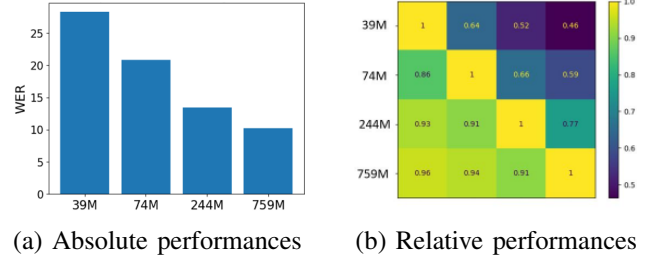 25
20
15
10
5
0
WER
39M 74M 244M 759M
(a) Absolute performances
39M 1 0.64 0.52 0.46
74M 0.86 1 0.66 0.59
244M 0.93 0.91 1 0.77
759M 0.96 0.94 0.91 1
1.0
0.9
0.8
0.7
0.6
0.5
(b) Relative performances